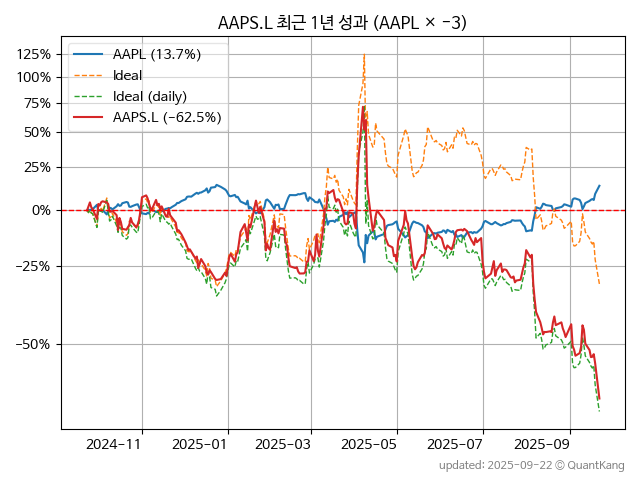 AAPS.L 최근 1년 성과 (AAPL × −3)
AAPL (13.7%)
Ideal
Ideal (daily)
AAPS.L (−62.5%)
125%
100%
75%
50%
25%
0%
−25%
−50%
2024-11
2025-01
2025-03
2025-05
2025-07
2025-09
updated: 2025-09-22 ⓒ QuantKang